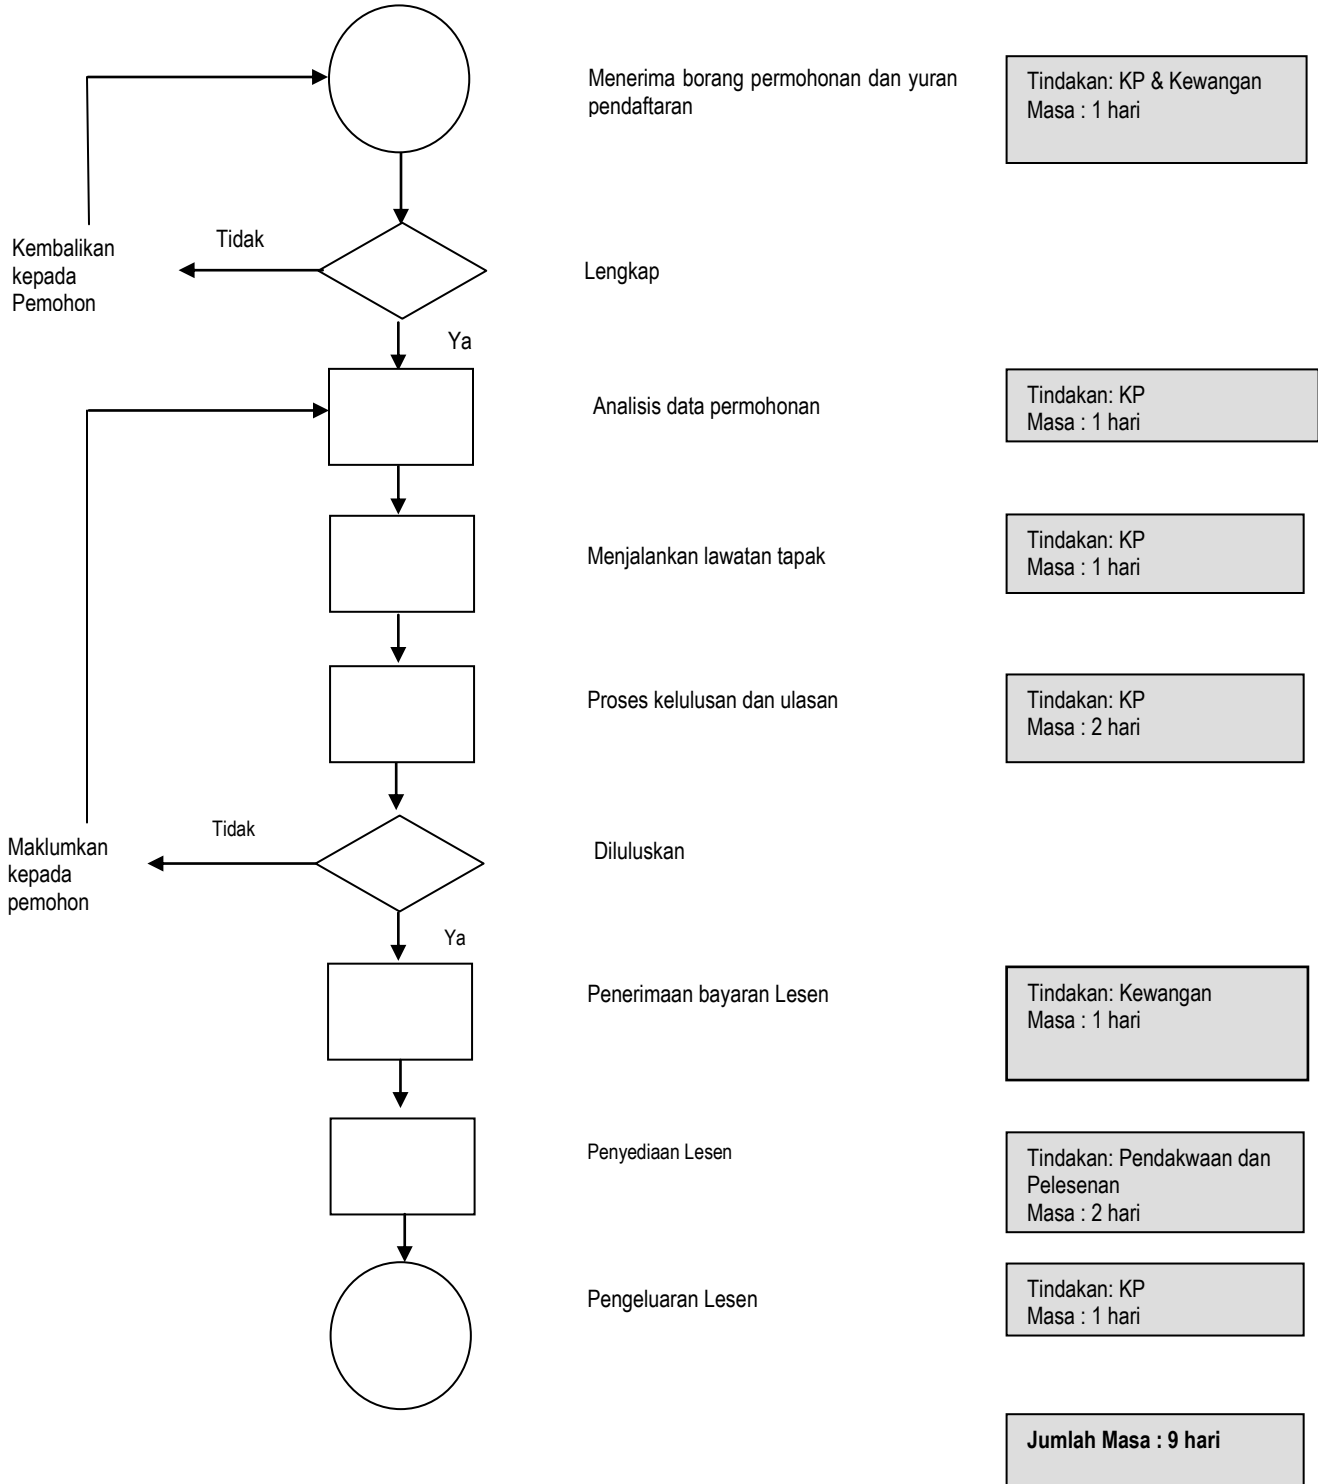 Menerima borang permohonan dan yuran
pendaftaran
Tindakan: KP & Kewangan
Masa : 1 hari
Kembalikan
kepada
Pemohon
Tidak
Lengkap
Ya
Analisis data permohonan
Tindakan: KP
Masa : 1 hari
Menjalankan lawatan tapak
Tindakan: KP
Masa : 1 hari
Proses kelulusan dan ulasan
Tindakan: KP
Masa : 2 hari
Maklumkan
kepada
pemohon
Tidak
Diluluskan
Ya
Penerimaan bayaran Lesen
Tindakan: Kewangan
Masa : 1 hari
Penyediaan Lesen
Tindakan: Pendakwaan dan
Pelesenan
Masa : 2 hari
Pengeluaran Lesen
Tindakan: KP
Masa : 1 hari
Jumlah Masa : 9 hari